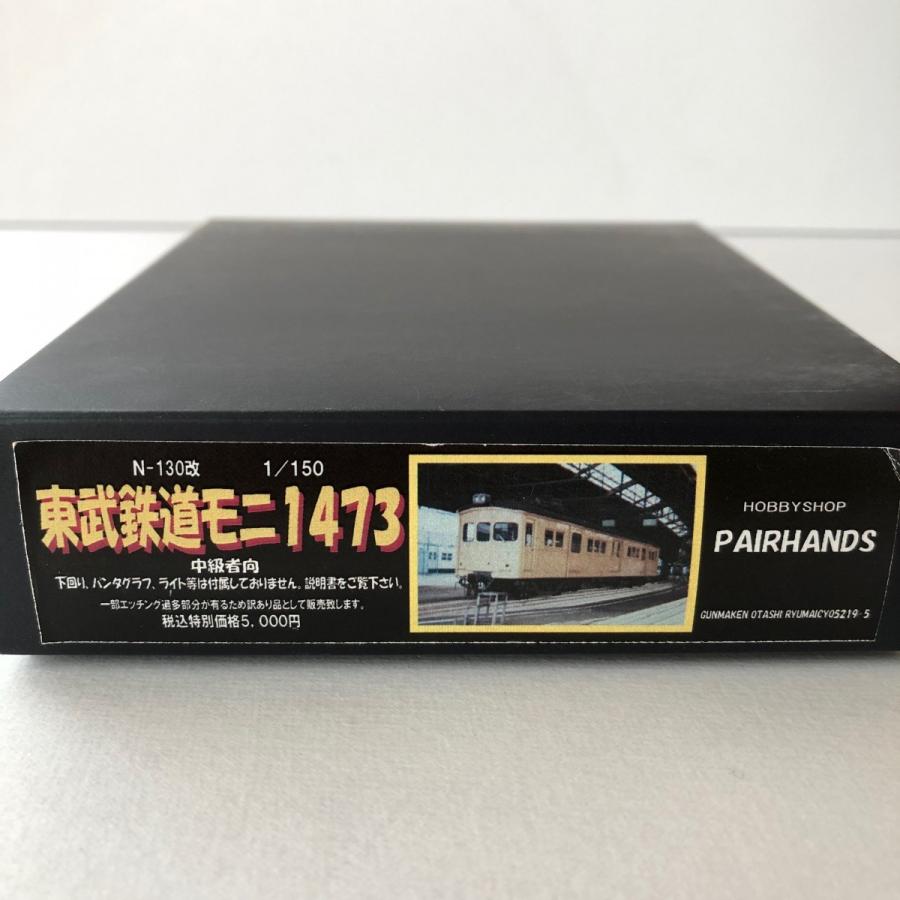 N-130改 1/150
東武鉄道モニ1473
中級者向
下回り、パンタグラフ、ライト等は付属しておりません。説明書をご覧下さい。
一部エッチング過多部分が有るため訳あり品として販売致します。
税込特別価格5,000円
HOBBYSHOP
PAIRHANDS
GUNMAKEN OTASHI RYUMAICYO5219-5